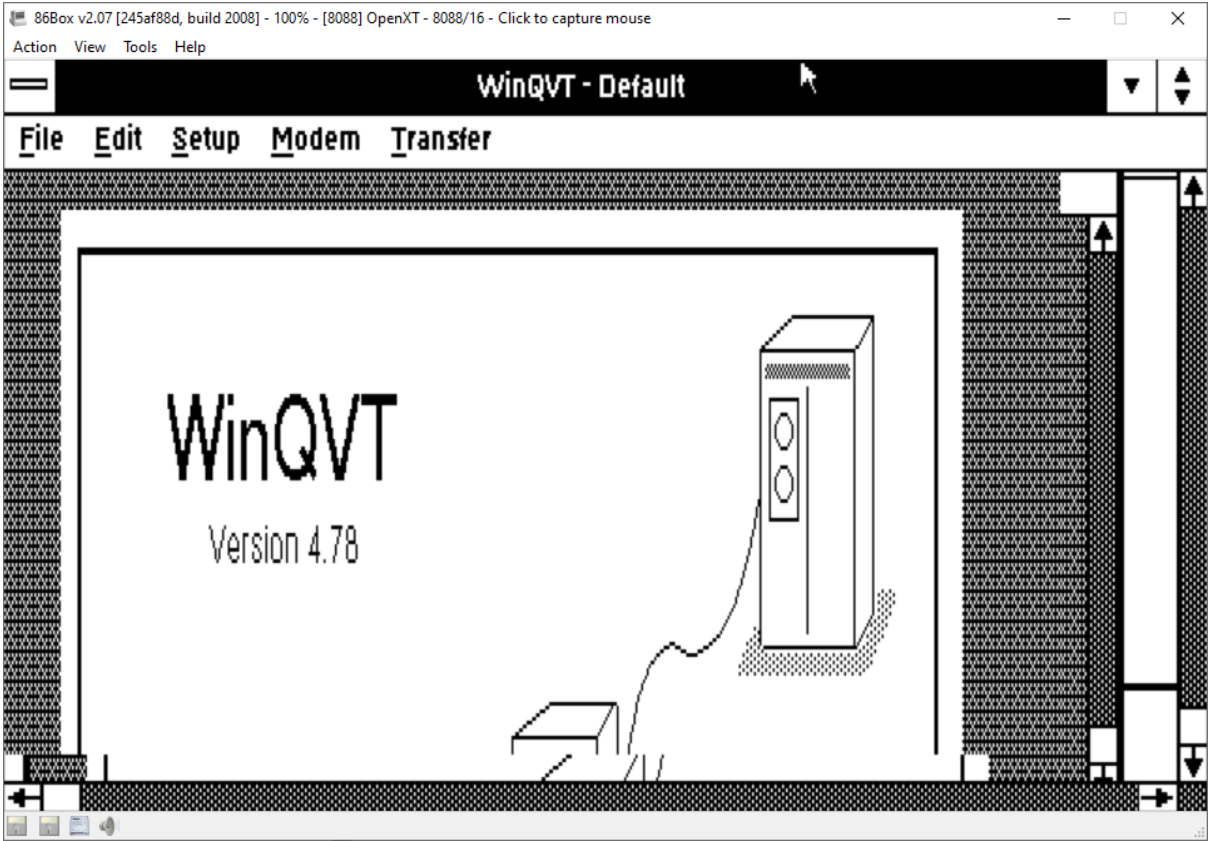 86Box v2.07 [245af88d, build 2008] - 100% - [8088] OpenXT - 8088/16 - Click to capture mouse
Action View Tools Help
WinQVT - Default
File Edit Setup Modem Transfer
WinQVT
Version 4.78